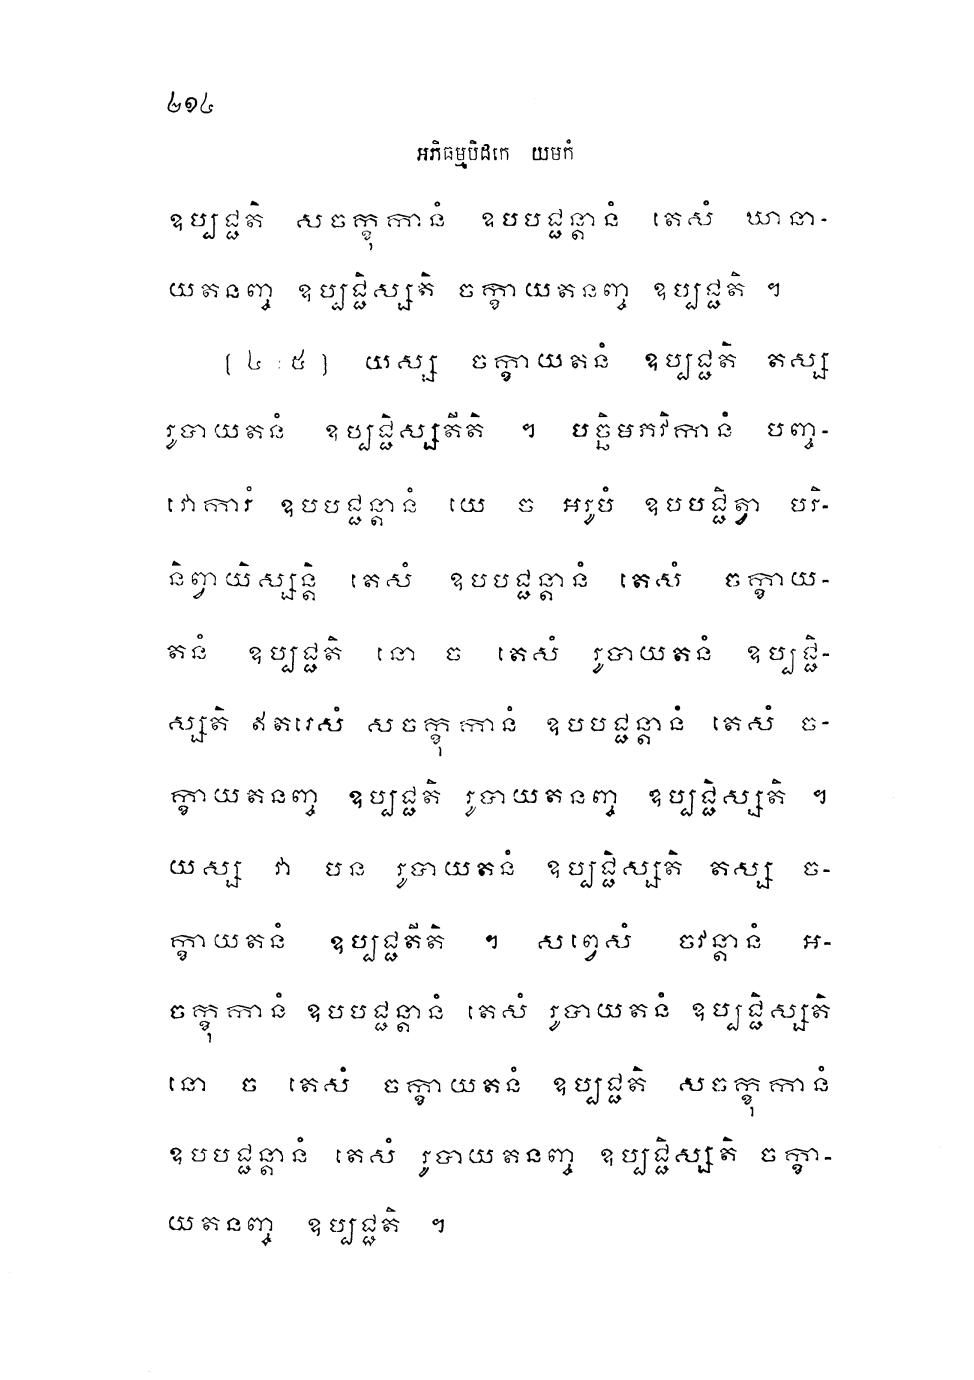 ២១៤
អភិធម្មបិដកេ យមកំ
ឧប្បជ្ជតិ សចក្ខុកានំ ឧបបជ្ជន្តានំ តេសំ ឃានា-
យតនញ្ច ឧប្បជ្ជិស្សតិ ចក្ខាយតនញ្ច ឧប្បជ្ជតិ ។
[ ៤ : ៥ ] យស្ស ចក្ខាយតនំ ឧប្បជ្ជតិ តស្ស
រូបាយតនំ ឧប្បជ្ជិស្សតីតិ ។ បច្ឆិមភវិកានំ បញ្ច-
វោការំ ឧបបជ្ជន្តានំ យេ ច អរូបំ ឧបបជ្ជិត្វា បរិ-
និព្វាយិស្សន្តិ តេសំ ឧបបជ្ជន្តានំ តេសំ ចក្ខាយ-
តនំ ឧប្បជ្ជតិ នោ ច តេសំ រូបាយតនំ ឧប្បជ្ជិ-
ស្សតិ ឥតរេសំ សចក្ខុកានំ ឧបបជ្ជន្តានំ តេសំ ច-
ក្ខាយតនញ្ច ឧប្បជ្ជតិ រូបាយតនញ្ច ឧប្បជ្ជិស្សតិ ។
យស្ស វា បន រូបាយតនំ ឧប្បជ្ជិស្សតិ តស្ស ច-
ក្ខាយតនំ ឧប្បជ្ជតីតិ ។ សព្វេសំ ចវន្តានំ អ-
ចក្ខុកានំ ឧបបជ្ជន្តានំ តេសំ រូបាយតនំ ឧប្បជ្ជិស្សតិ
នោ ច តេសំ ចក្ខាយតនំ ឧប្បជ្ជតិ សចក្ខុកានំ
ឧបបជ្ជន្តានំ តេសំ រូបាយតនញ្ច ឧប្បជ្ជិស្សតិ ចក្ខា-
យតនញ្ច ឧប្បជ្ជតិ ។